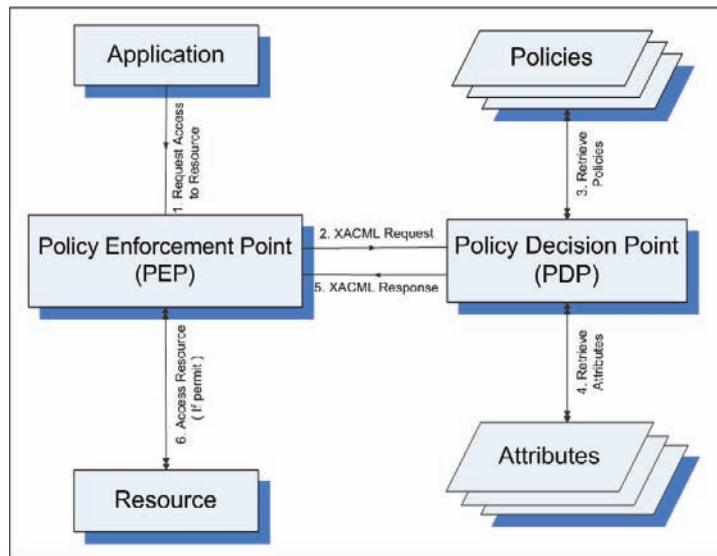 Application
Policies
1. Request Access
to Resource
3. Retrieve
Policies
Policy Enforcement Point
(PEP)
2. XACML Request
5. XACML Response
Policy Decision Point
(PDP)
6. Access Resource
( If permit )
4. Retrieve
Attributes
Resource
Attributes